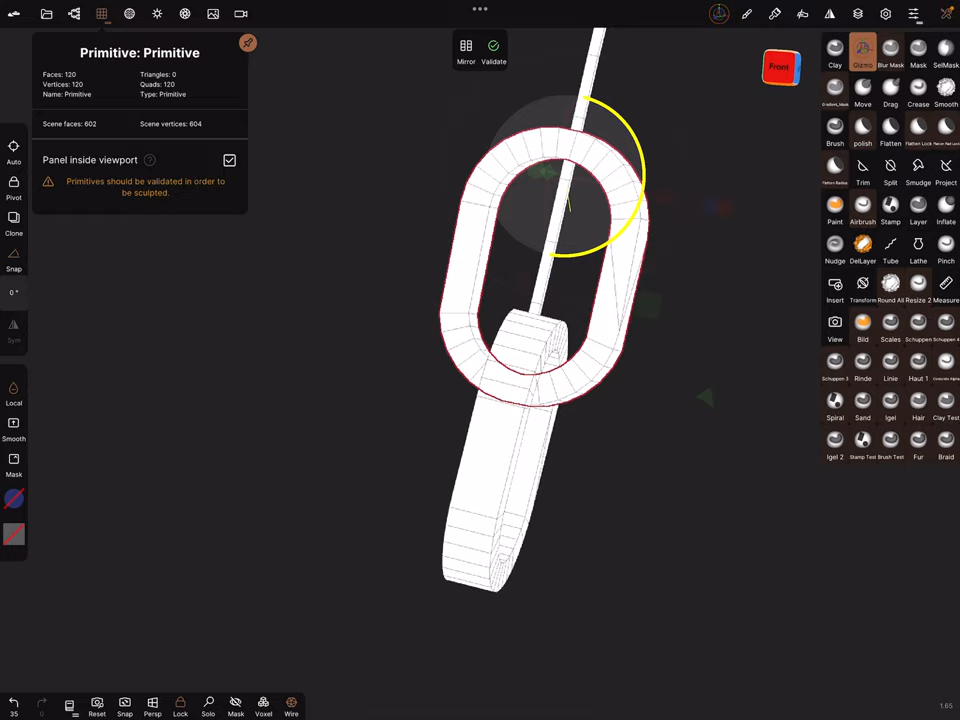 Primitive: Primitive
Faces: 120
Triangles: 0
Vertices: 120
Quads: 120
Name: Primitive
Type: Primitive
Scene faces: 602
Scene vertices: 604
Panel inside viewport ?
Primitives should be validated in order to
be sculpted.
Mirror Validate
Front
Auto
Pivot
Clone
Snap
0 °
Sym
Local
Smooth
Mask
Clay Gizmo Blur Mask Mask SelMask
Gradient_Mask Move Drag Crease Smooth
Brush polish Flatten Flatten Lock
Flatten Radius Trim Split Smudge Project
Paint Airbrush Stamp Layer Inflate
Nudge DelLayer Tube Lathe Pinch
Insert Transform Round All Resize 2 Measure
View Bild Scales Schuppen Schuppen 4
Schuppen 3 Rinde Linie Haut 1
Spiral Sand Igel Hair Clay Test
Igel 2 Stamp Test Brush Test Fur Braid
35 0 Reset Snap Persp Lock Solo Mask Voxel Wire
1.65